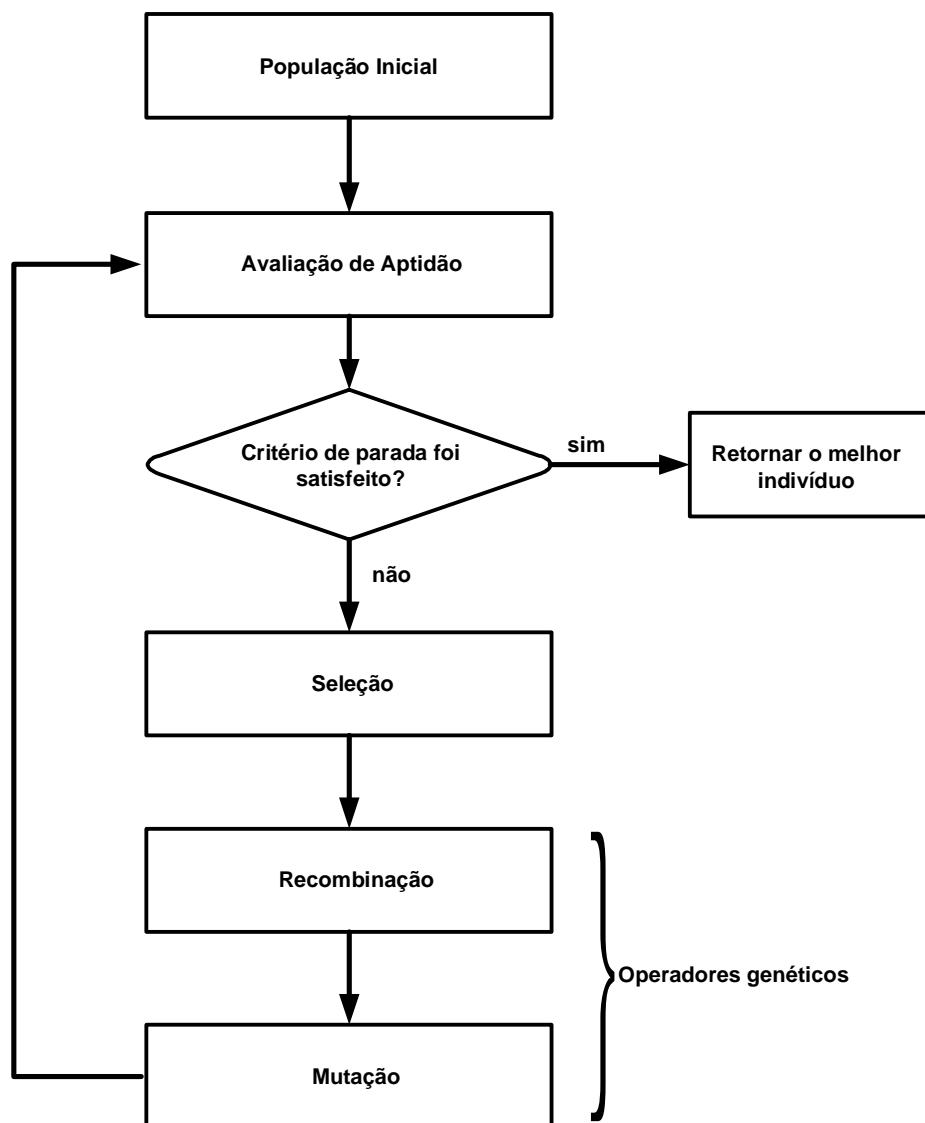 População Inicial
Avaliação de Aptidão
Critério de parada foi
satisfeito?
sim
Retornar o melhor
indivíduo
não
Seleção
Recombinação
Operadores genéticos
Mutação